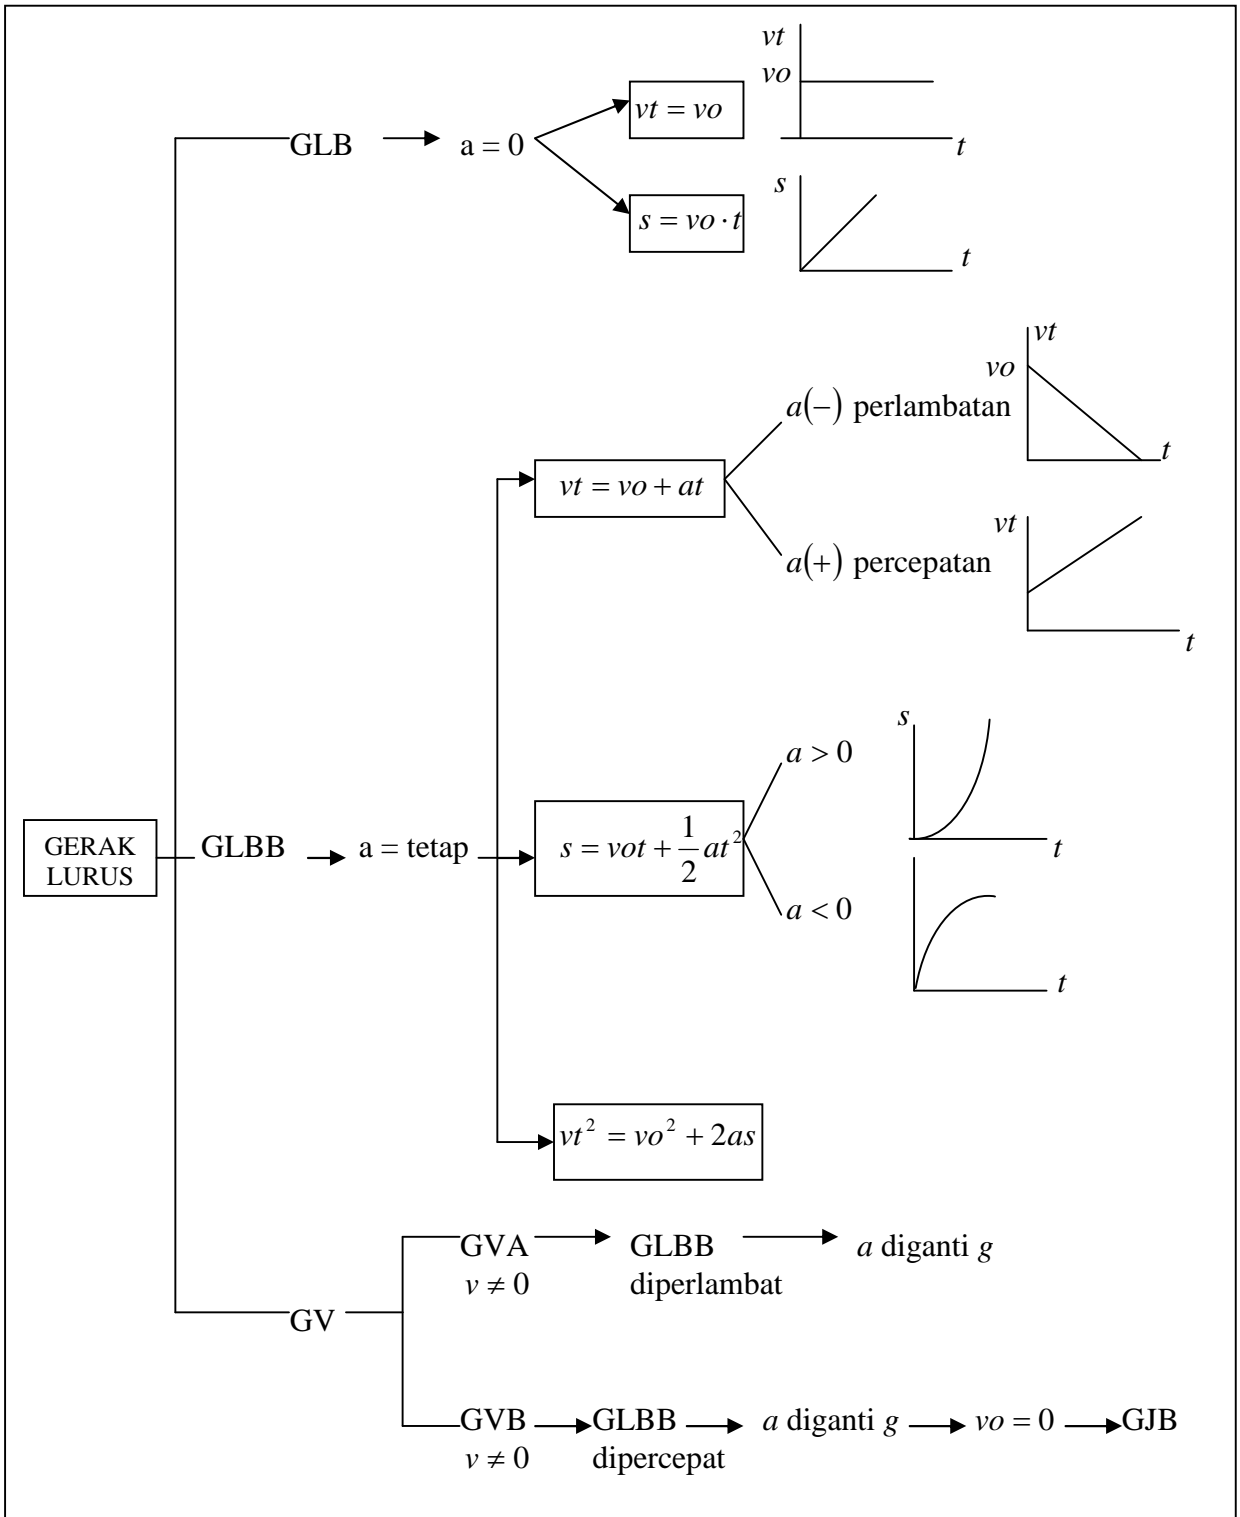 vt
vo
vt = vo
GLB
a = 0
t
s
s = vo · t
t
vt
vo
a(−) perlambatan
t
vt = vo + at
vt
a(+) percepatan
t
s
a > 0
GERAK
LURUS
GLBB
a = tetap
s = vot + 1/2 at²
t
a < 0
t
vt² = vo² + 2as
GVA
v ≠ 0
GLBB
diperlambat
a diganti g
GV
GVB
v ≠ 0
GLBB
dipercepat
a diganti g
vo = 0
GJB